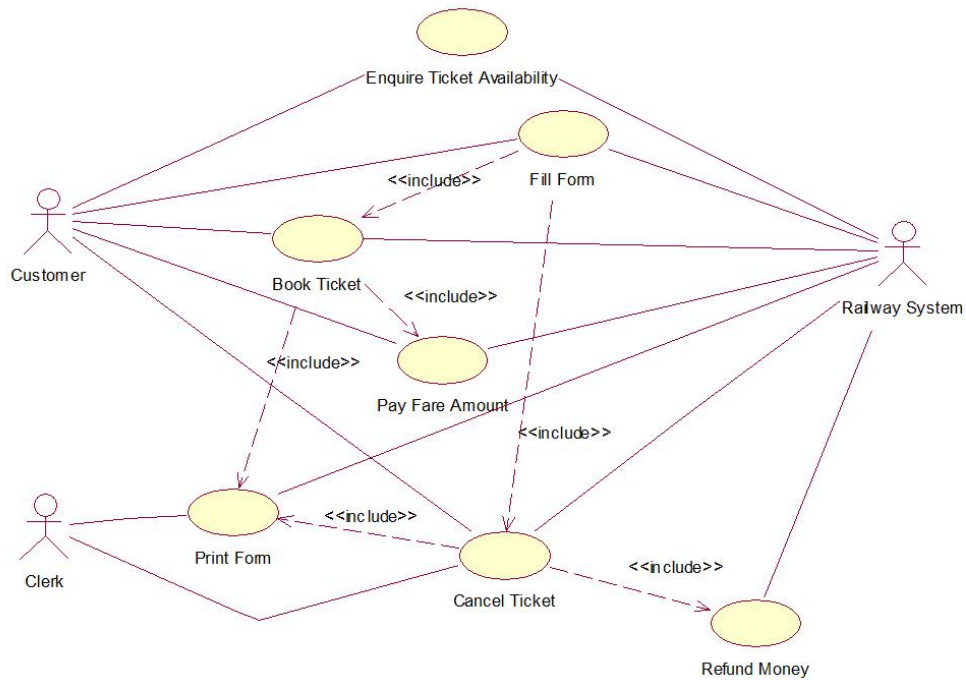 Enquire Ticket Availability
<<include>>
Fill Form
Customer
Book Ticket
<<include>>
Railway System
<<include>>
Pay Fare Amount
<<include>>
<<include>>
Print Form
Clerk
<<include>>
Cancel Ticket
Refund Money